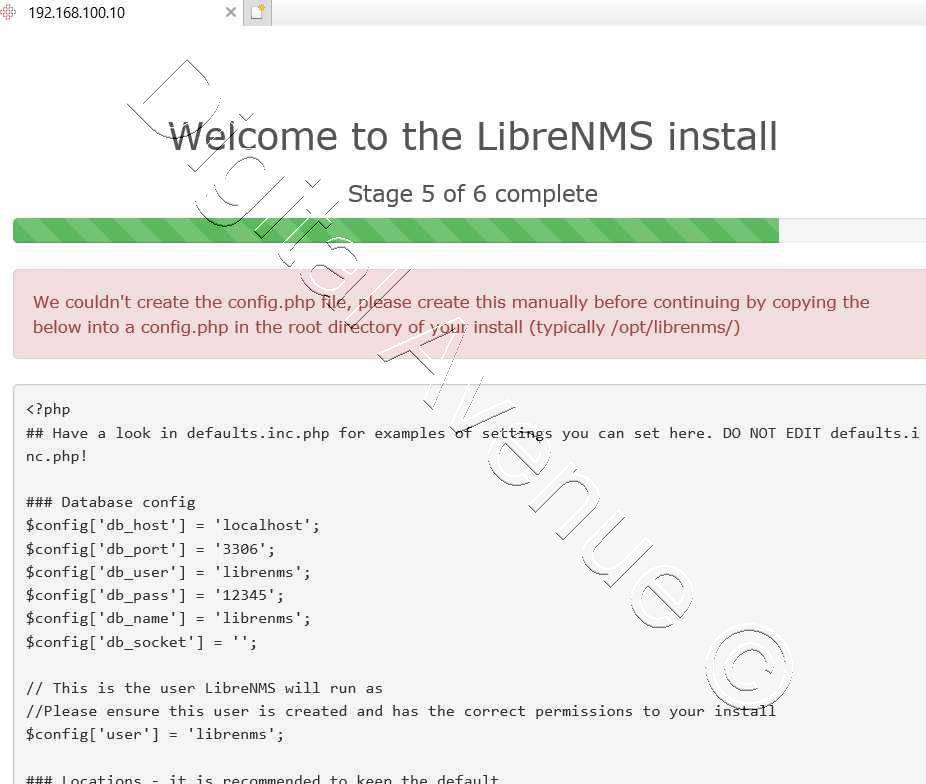 192.168.100.10
Welcome to the LibreNMS install
Stage 5 of 6 complete
We couldn't create the config.php file, please create this manually before continuing by copying the
below into a config.php in the root directory of your install (typically /opt/librenms/)
<?php
## Have a look in defaults.inc.php for examples of settings you can set here. DO NOT EDIT defaults.i
nc.php!
### Database config
$config['db_host'] = 'localhost';
$config['db_port'] = '3306';
$config['db_user'] = 'librenms';
$config['db_pass'] = '12345';
$config['db_name'] = 'librenms';
$config['db_socket'] = '';
// This is the user LibreNMS will run as
//Please ensure this user is created and has the correct permissions to your install
$config['user'] = 'librenms';
### Locations - it is recommended to keep the default
Digital Avenue ©